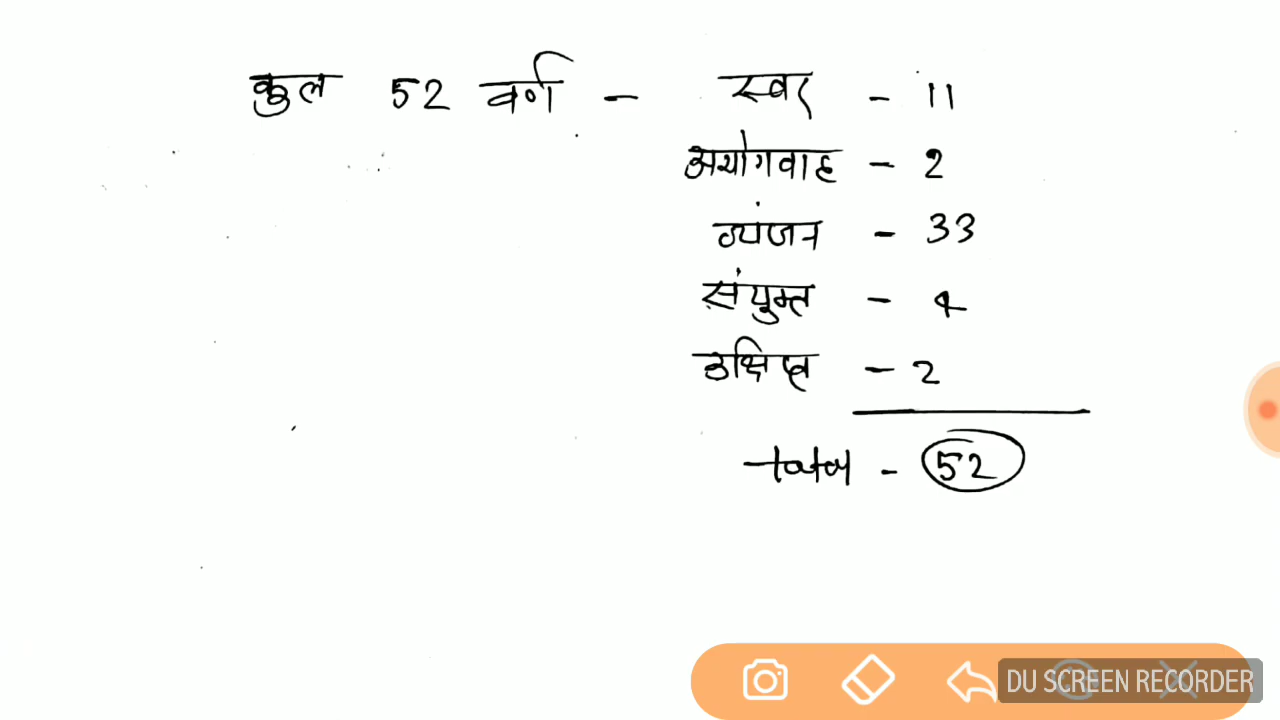 कुल 52 वर्ण - स्वर - 11
अयोगवाह - 2
व्यंजन - 33
संयुक्त - 4
उक्षिप्त - 2
total - 52
DU SCREEN RECORDER